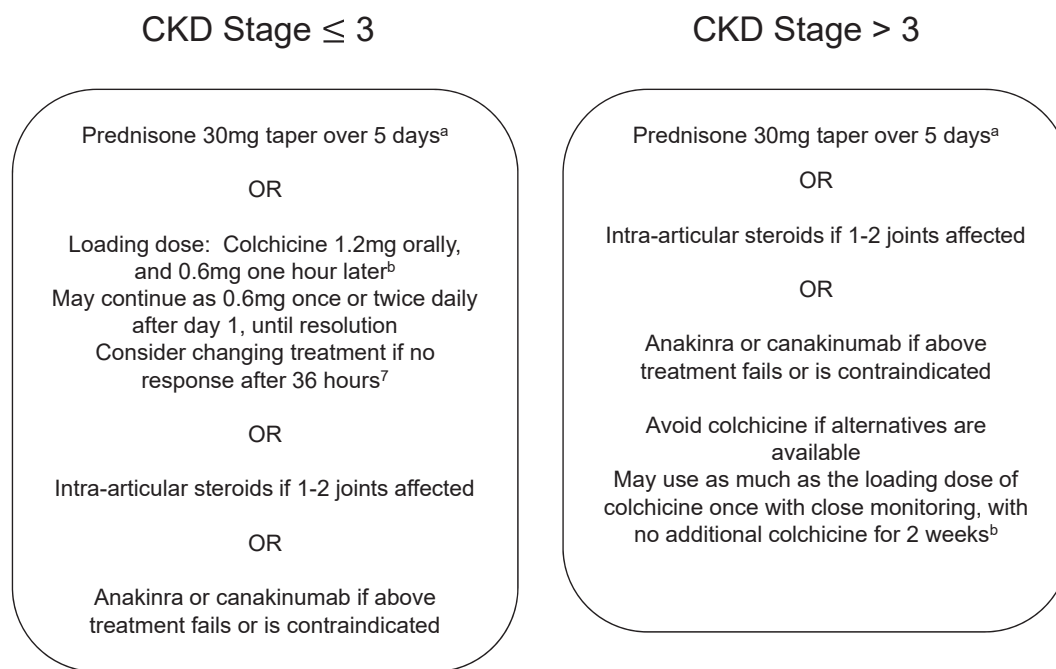 CKD Stage ≤ 3
Prednisone 30mg taper over 5 daysᵃ
OR
Loading dose:  Colchicine 1.2mg orally,
and 0.6mg one hour laterᵇ
May continue as 0.6mg once or twice daily
after day 1, until resolution
Consider changing treatment if no
response after 36 hours⁷
OR
Intra-articular steroids if 1-2 joints affected
OR
Anakinra or canakinumab if above
treatment fails or is contraindicated
CKD Stage > 3
Prednisone 30mg taper over 5 daysᵃ
OR
Intra-articular steroids if 1-2 joints affected
OR
Anakinra or canakinumab if above
treatment fails or is contraindicated
Avoid colchicine if alternatives are
available
May use as much as the loading dose of
colchicine once with close monitoring, with
no additional colchicine for 2 weeksᵇ